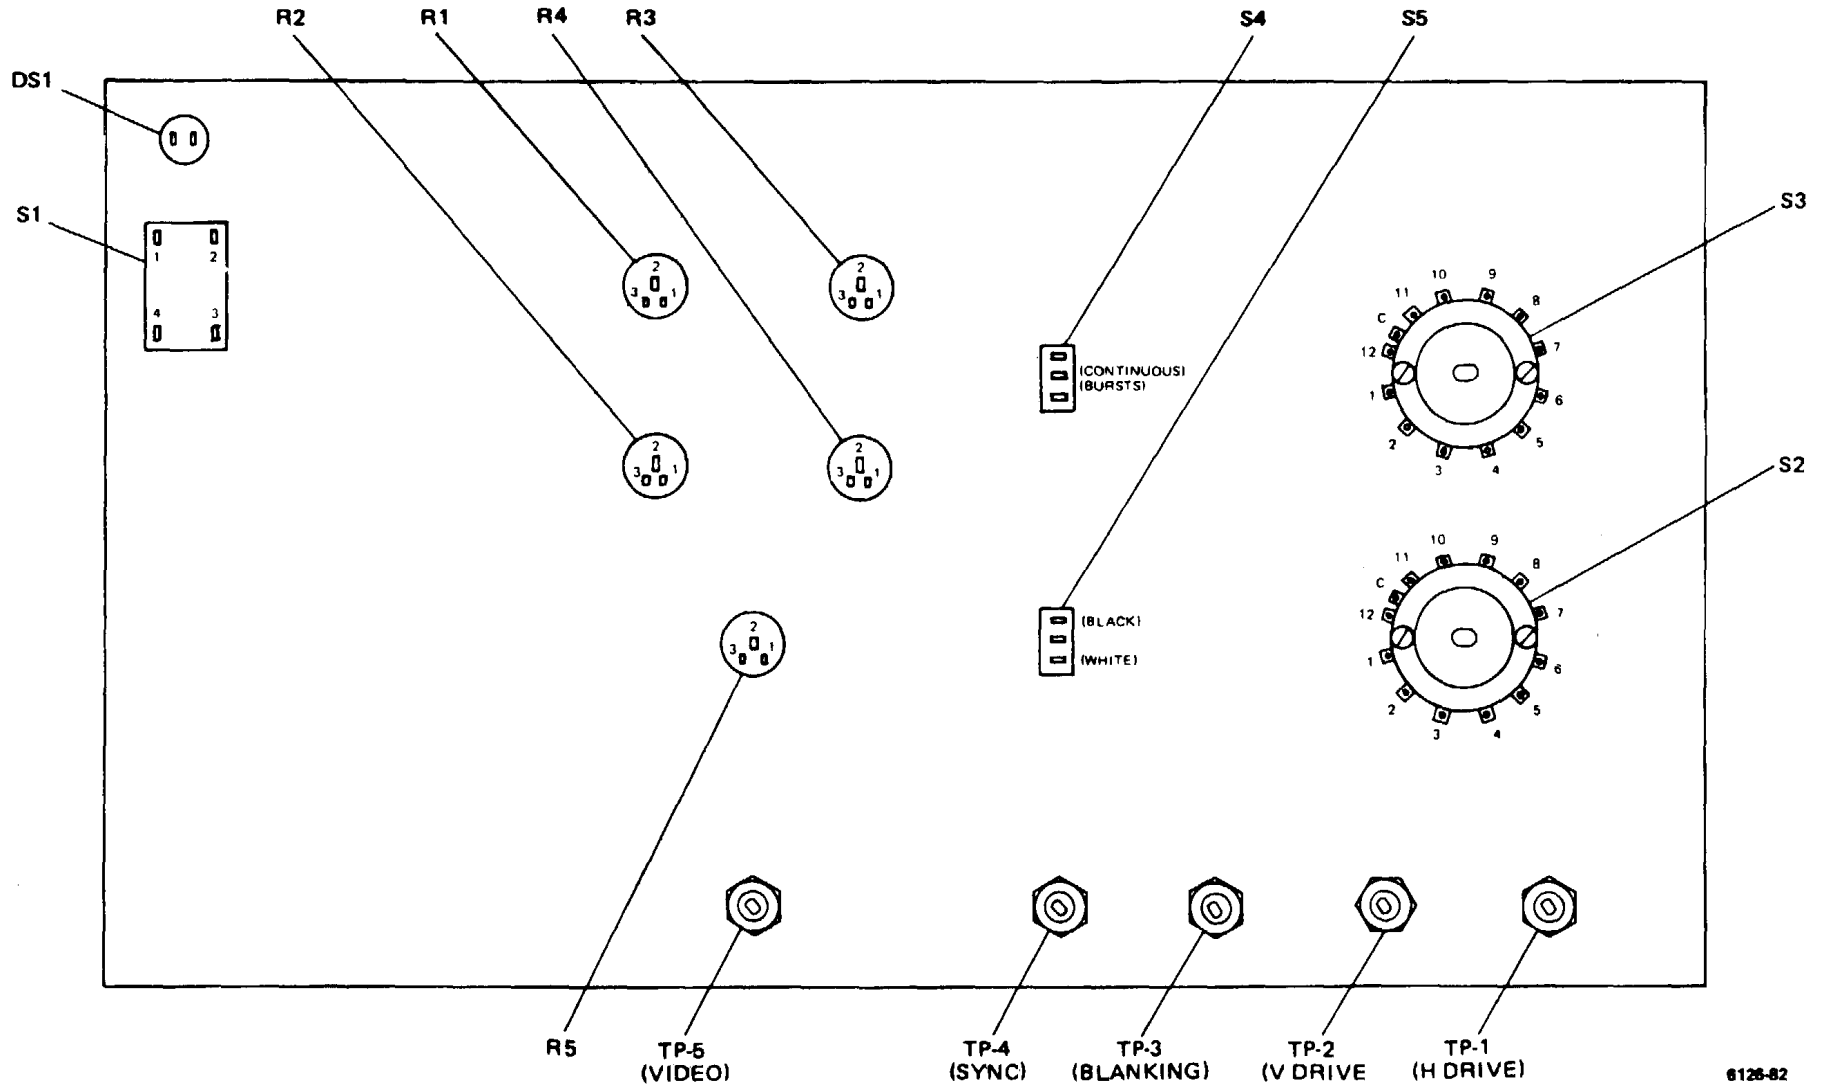 R2 R1 R4 R3 S4 S5
DS1
S1
S3
1 2
4 3
2
3 1
2
3 1
(CONTINUOUS)
(BURSTS)
10 9
11 8
C
12 7
1 6
2 5
3 4
S2
2
3 1
2
3 1
10 9
11 8
C
12 7
1 6
2 5
3 4
(BLACK)
(WHITE)
2
3 1
R5
TP-5
(VIDEO)
TP-4
(SYNC)
TP-3
(BLANKING)
TP-2
(V DRIVE
TP-1
(H DRIVE)
6126-82